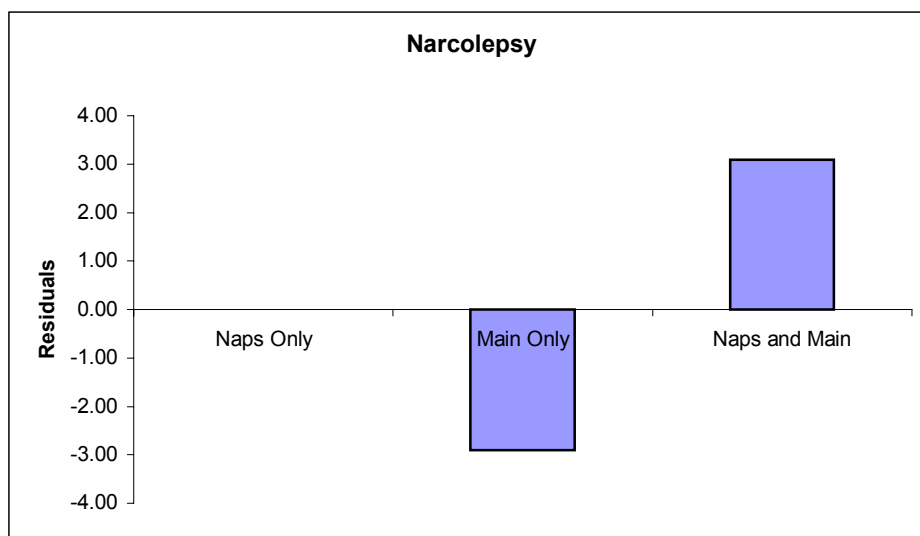 Narcolepsy
4.00
3.00
2.00
1.00
0.00
-1.00
-2.00
-3.00
-4.00
Residuals
Naps Only
Main Only
Naps and Main